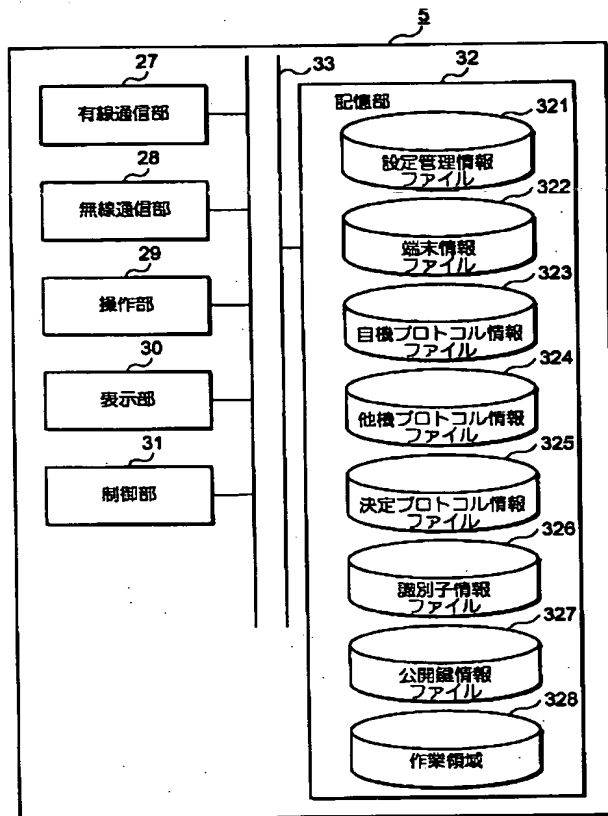 5
27
有線通信部
28
無線通信部
29
操作部
30
表示部
31
制御部
33
32
記憶部
321
設定管理情報
ファイル
322
端末情報
ファイル
323
自機プロトコル情報
ファイル
324
他機プロトコル情報
ファイル
325
決定プロトコル情報
ファイル
326
識別子情報
ファイル
327
公開鍵情報
ファイル
328
作業領域